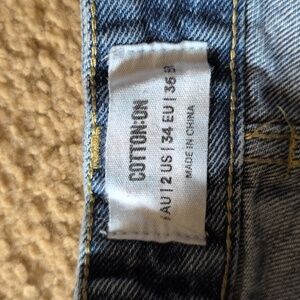 COTTON:ON
AU | 2 US | 34 EU | 36
MADE IN CHINA